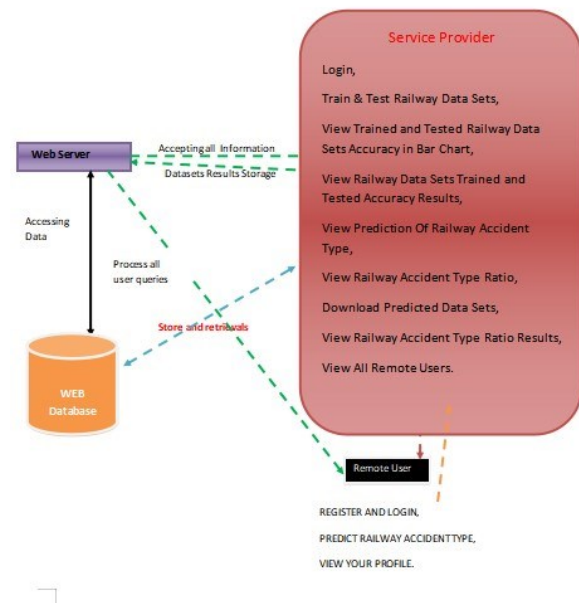 Service Provider
Login,
Train & Test Railway Data Sets,
View Trained and Tested Railway Data
Sets Accuracy in Bar Chart,
View Railway Data Sets Trained and
Tested Accuracy Results,
View Prediction Of Railway Accident
Type,
View Railway Accident Type Ratio,
Download Predicted Data Sets,
View Railway Accident Type Ratio Results,
View All Remote Users.
Web Server
Accepting all Information
Datasets Results Storage
Accessing
Data
Process all
user queries
Store and retrievals
WEB
Database
Remote User
REGISTER AND LOGIN,
PREDICT RAILWAY ACCIDENT TYPE,
VIEW YOUR PROFILE.